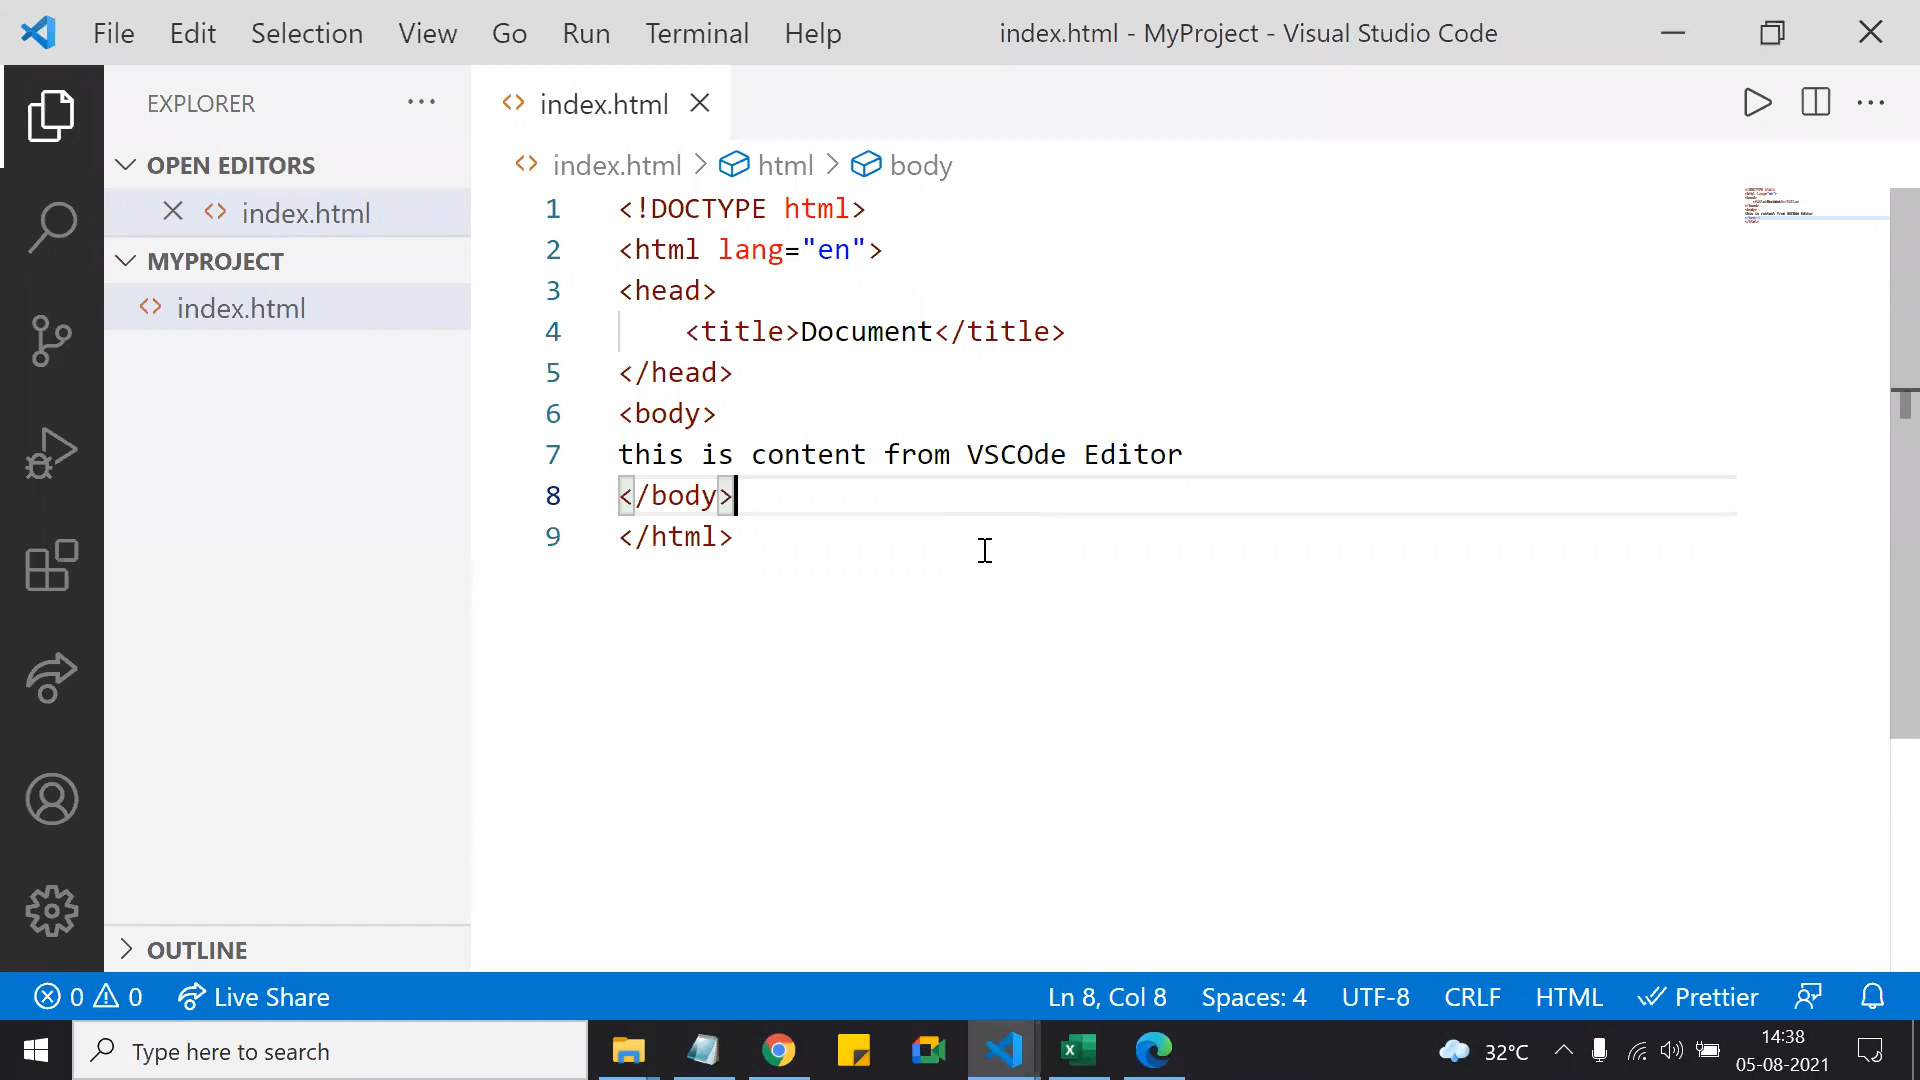 File Edit Selection View Go Run Terminal Help index.html - MyProject - Visual Studio Code
EXPLORER
index.html
OPEN EDITORS
index.html
MYPROJECT
index.html
OUTLINE
index.html > html > body
1 <!DOCTYPE html>
2 <html lang="en">
3 <head>
4 <title>Document</title>
5 </head>
6 <body>
7 this is content from VSCOde Editor
8 </body>
9 </html>
0 0 Live Share Ln 8, Col 8 Spaces: 4 UTF-8 CRLF HTML Prettier
Type here to search 32°C 14:38
05-08-2021